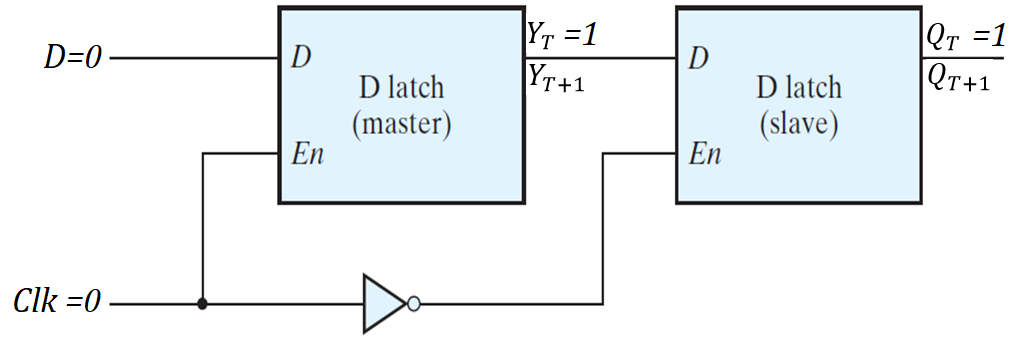 D=0
D
D latch
(master)
En
Y_T =1
Y_{T+1}
D
D latch
(slave)
En
Q_T =1
Q_{T+1}
Clk =0